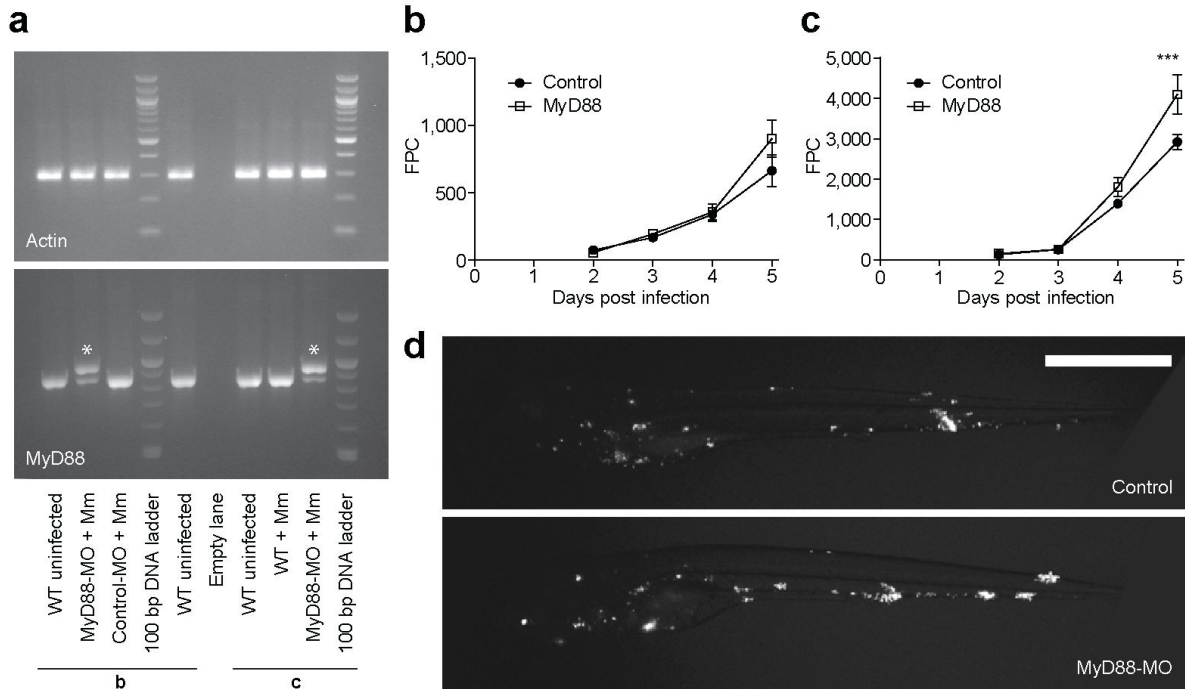 a
Actin
*
*
MyD88
WT uninfected
MyD88-MO + Mm
Control-MO + Mm
100 bp DNA ladder
WT uninfected
Empty lane
WT uninfected
WT + Mm
MyD88-MO + Mm
100 bp DNA ladder
b
c
b
1,500
1,000
500
0
FPC
Control
MyD88
0 1 2 3 4 5
Days post infection
c
5,000
4,000
3,000
2,000
1,000
0
FPC
Control
MyD88
***
0 1 2 3 4 5
Days post infection
d
Control
MyD88-MO